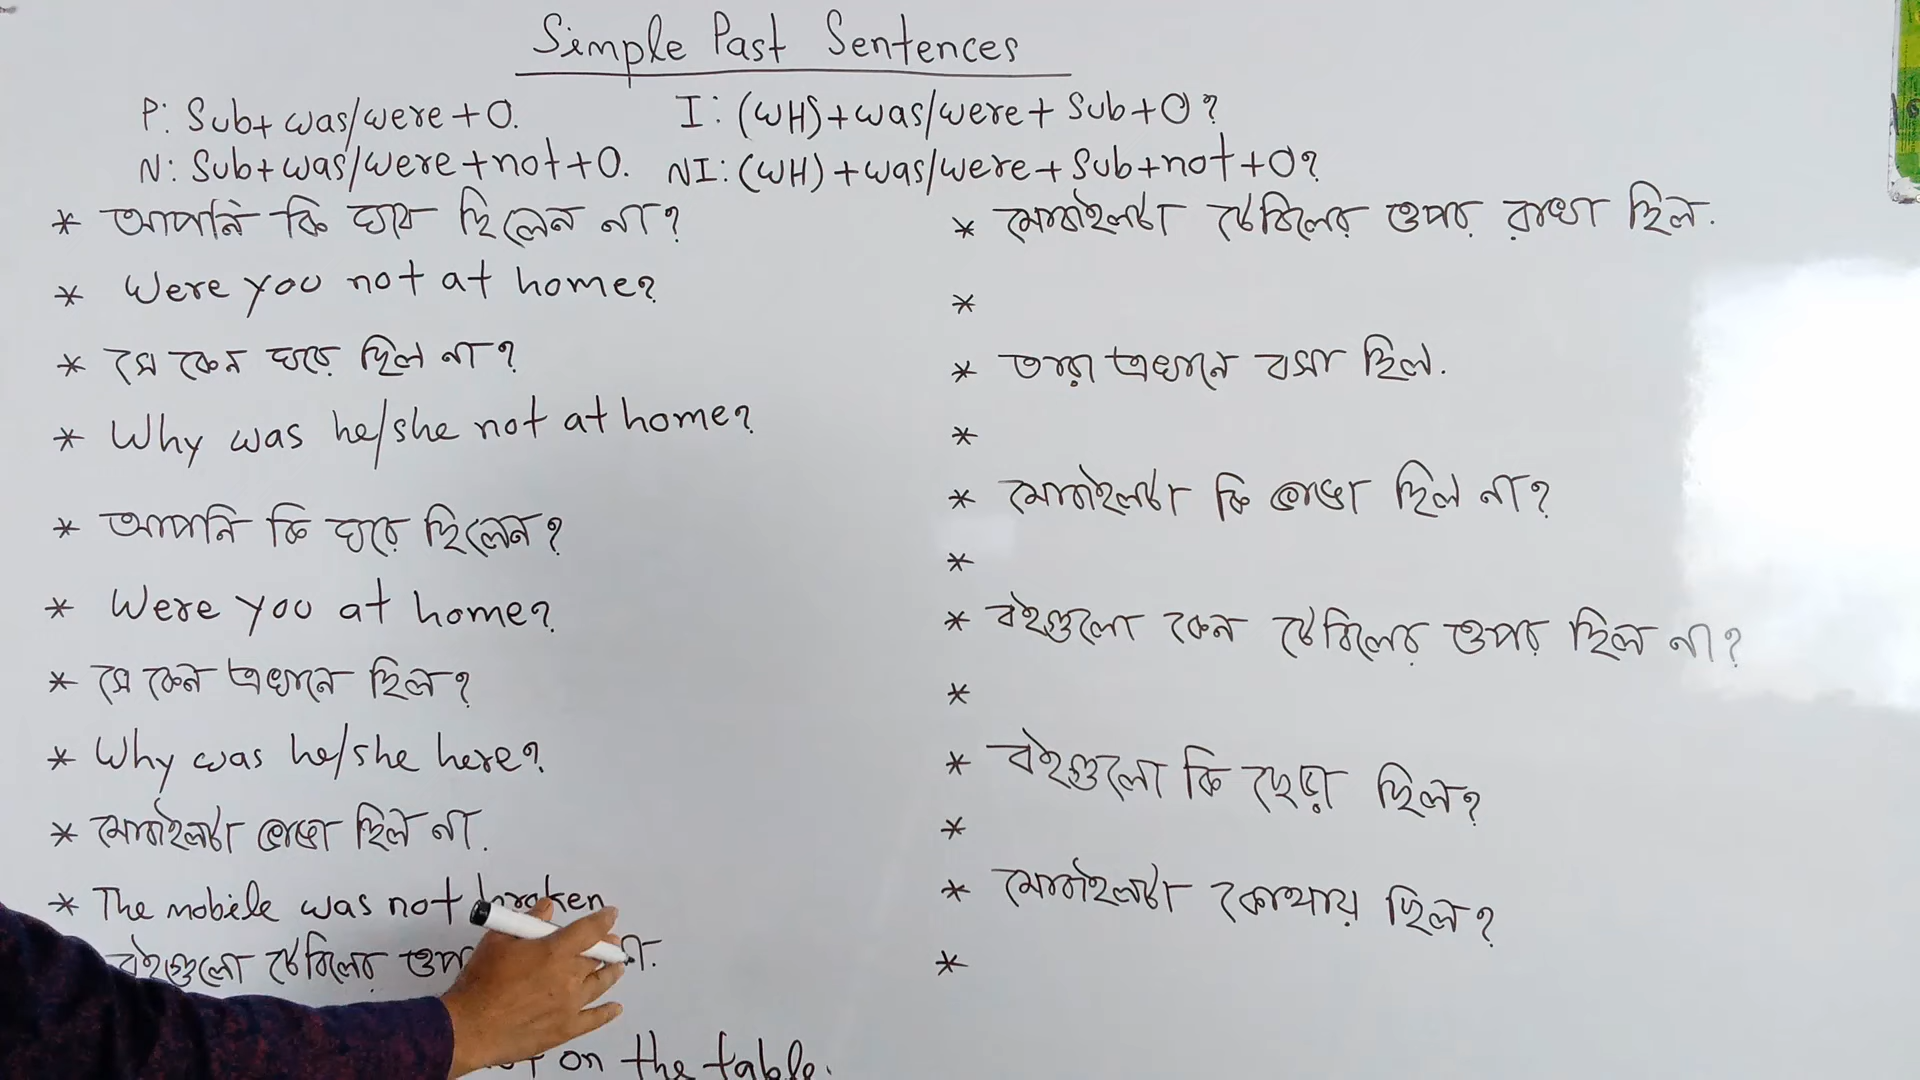 Simple Past Sentences
P: Sub+was/were+O.
I: (WH)+was/were+Sub+O?
N: Sub+was/were+not+O.
NI: (WH)+was/were+Sub+not+O?
* আপনি কি ঘরে ছিলেন না?
* Were you not at home?
* সে কেন ঘরে ছিল না?
* Why was he/she not at home?
* আপনি কি ঘরে ছিলেন?
* Were you at home?
* সে কেন এখানে ছিল?
* Why was he/she here?
* মোবাইলটা ভাঙা ছিল না.
* The mobile was not broken
বইগুলো টেবিলের
on the table.
* মোবাইলটা টেবিলের ওপর রাখা ছিল.
*
* তারা এখানে বসা ছিল.
*
* মোবাইলটা কি ভাঙা ছিল না?
*
* বইগুলো কেন টেবিলের ওপর ছিল না?
*
* বইগুলো কি ছেড়া ছিল?
*
* মোবাইলটা কোথায় ছিল?
*